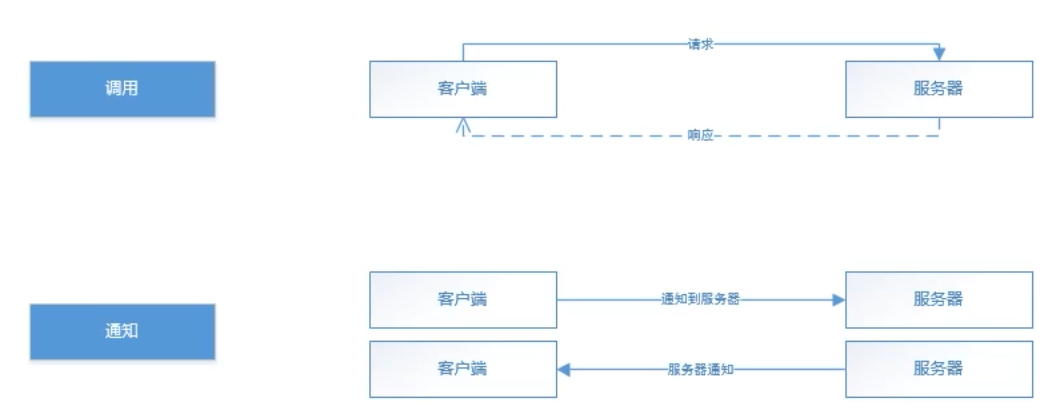 请求
调用
客户端
服务器
响应
客户端
通知到服务器
服务器
通知
客户端
服务器通知
服务器